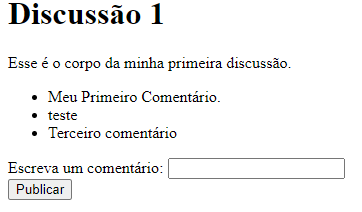 Discussão 1
Esse é o corpo da minha primeira discussão.
Meu Primeiro Comentário.
teste
Terceiro comentário
Escreva um comentário:
Publicar